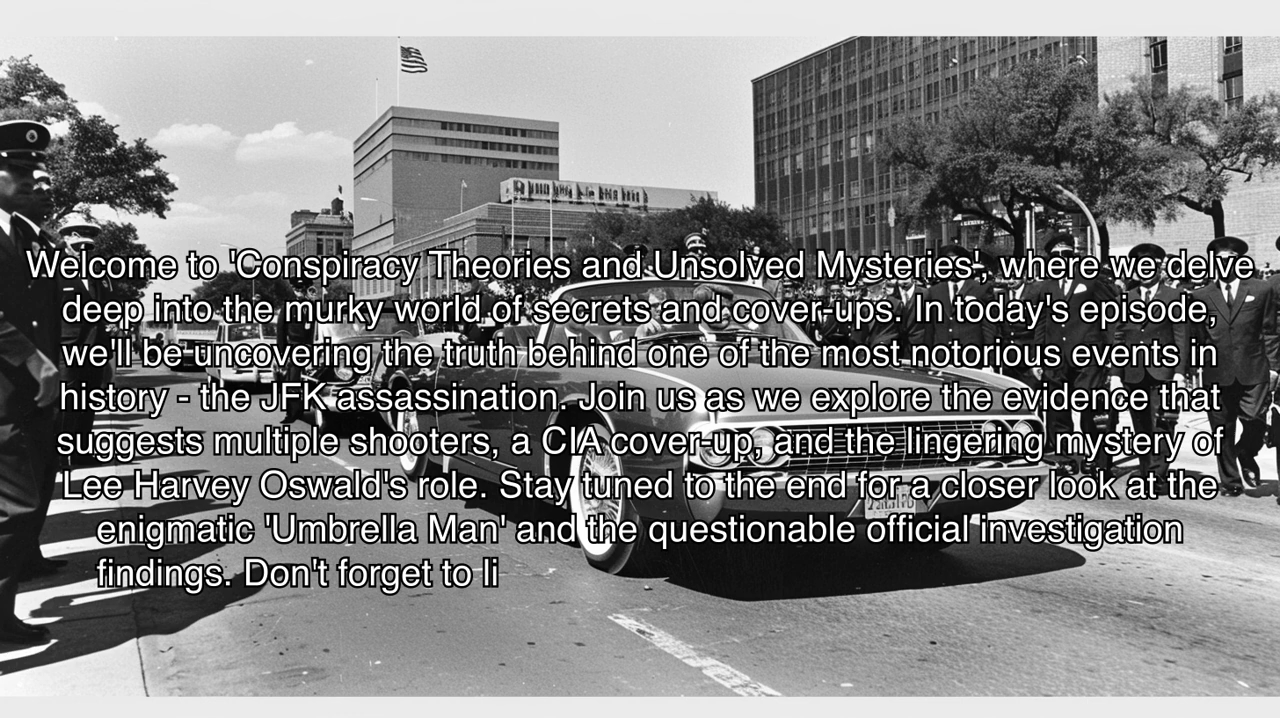 Welcome to 'Conspiracy Theories and Unsolved Mysteries', where we delve
deep into the murky world of secrets and cover-ups. In today's episode,
we'll be uncovering the truth behind one of the most notorious events in
history - the JFK assassination. Join us as we explore the evidence that
suggests multiple shooters, a CIA cover-up, and the lingering mystery of
Lee Harvey Oswald's role. Stay tuned to the end for a closer look at the
enigmatic 'Umbrella Man' and the questionable official investigation
findings. Don't forget to li